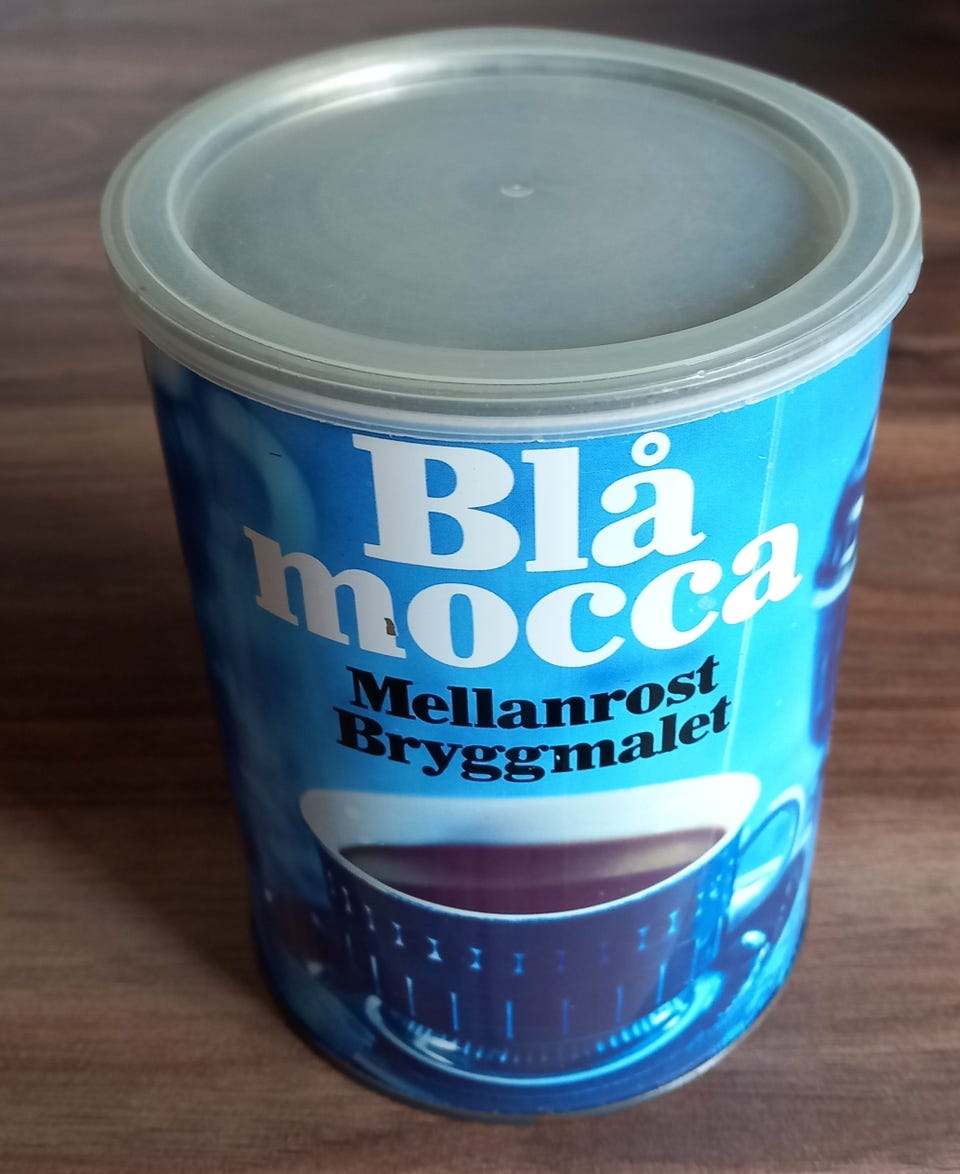 Blå
mocca
Mellanrost
Bryggmalet